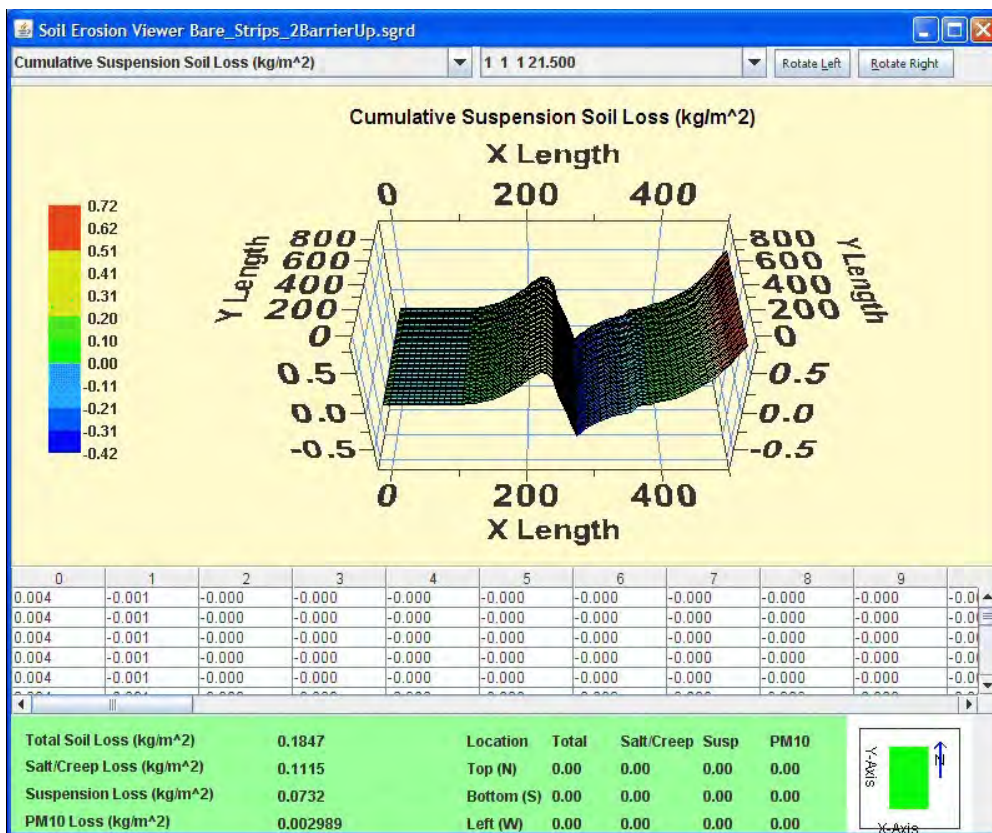 Soil Erosion Viewer Bare_Strips_2BarrierUp.sgrd
Cumulative Suspension Soil Loss (kg/m^2) 1 1 1 21.500 Rotate Left Rotate Right
Cumulative Suspension Soil Loss (kg/m^2)
X Length
0 200 400
0.72
0.62
0.51
0.41
0.31
0.20
0.10
0.00
-0.11
-0.21
-0.31
-0.42
Y Length
800
600
400
200
0
0.5
0.0
-0.5
Y Length
800
600
400
200
0
0.5
0.0
-0.5
0 200 400
X Length
0 1 2 3 4 5 6 7 8 9
0.004 -0.001 -0.000 -0.000 -0.000 -0.000 -0.000 -0.000 -0.000 -0.000 -0.0
0.004 -0.001 -0.000 -0.000 -0.000 -0.000 -0.000 -0.000 -0.000 -0.000 -0.0
0.004 -0.001 -0.000 -0.000 -0.000 -0.000 -0.000 -0.000 -0.000 -0.000 -0.0
0.004 -0.001 -0.000 -0.000 -0.000 -0.000 -0.000 -0.000 -0.000 -0.000 -0.0
0.004 -0.001 -0.000 -0.000 -0.000 -0.000 -0.000 -0.000 -0.000 -0.000 -0.0
Total Soil Loss (kg/m^2) 0.1847 Location Total Salt/Creep Susp PM10
Salt/Creep Loss (kg/m^2) 0.1115 Top (N) 0.00 0.00 0.00 0.00
Suspension Loss (kg/m^2) 0.0732 Bottom (S) 0.00 0.00 0.00 0.00
PM10 Loss (kg/m^2) 0.002989 Left (W) 0.00 0.00 0.00 0.00
Y-Axis
N
X-Axis